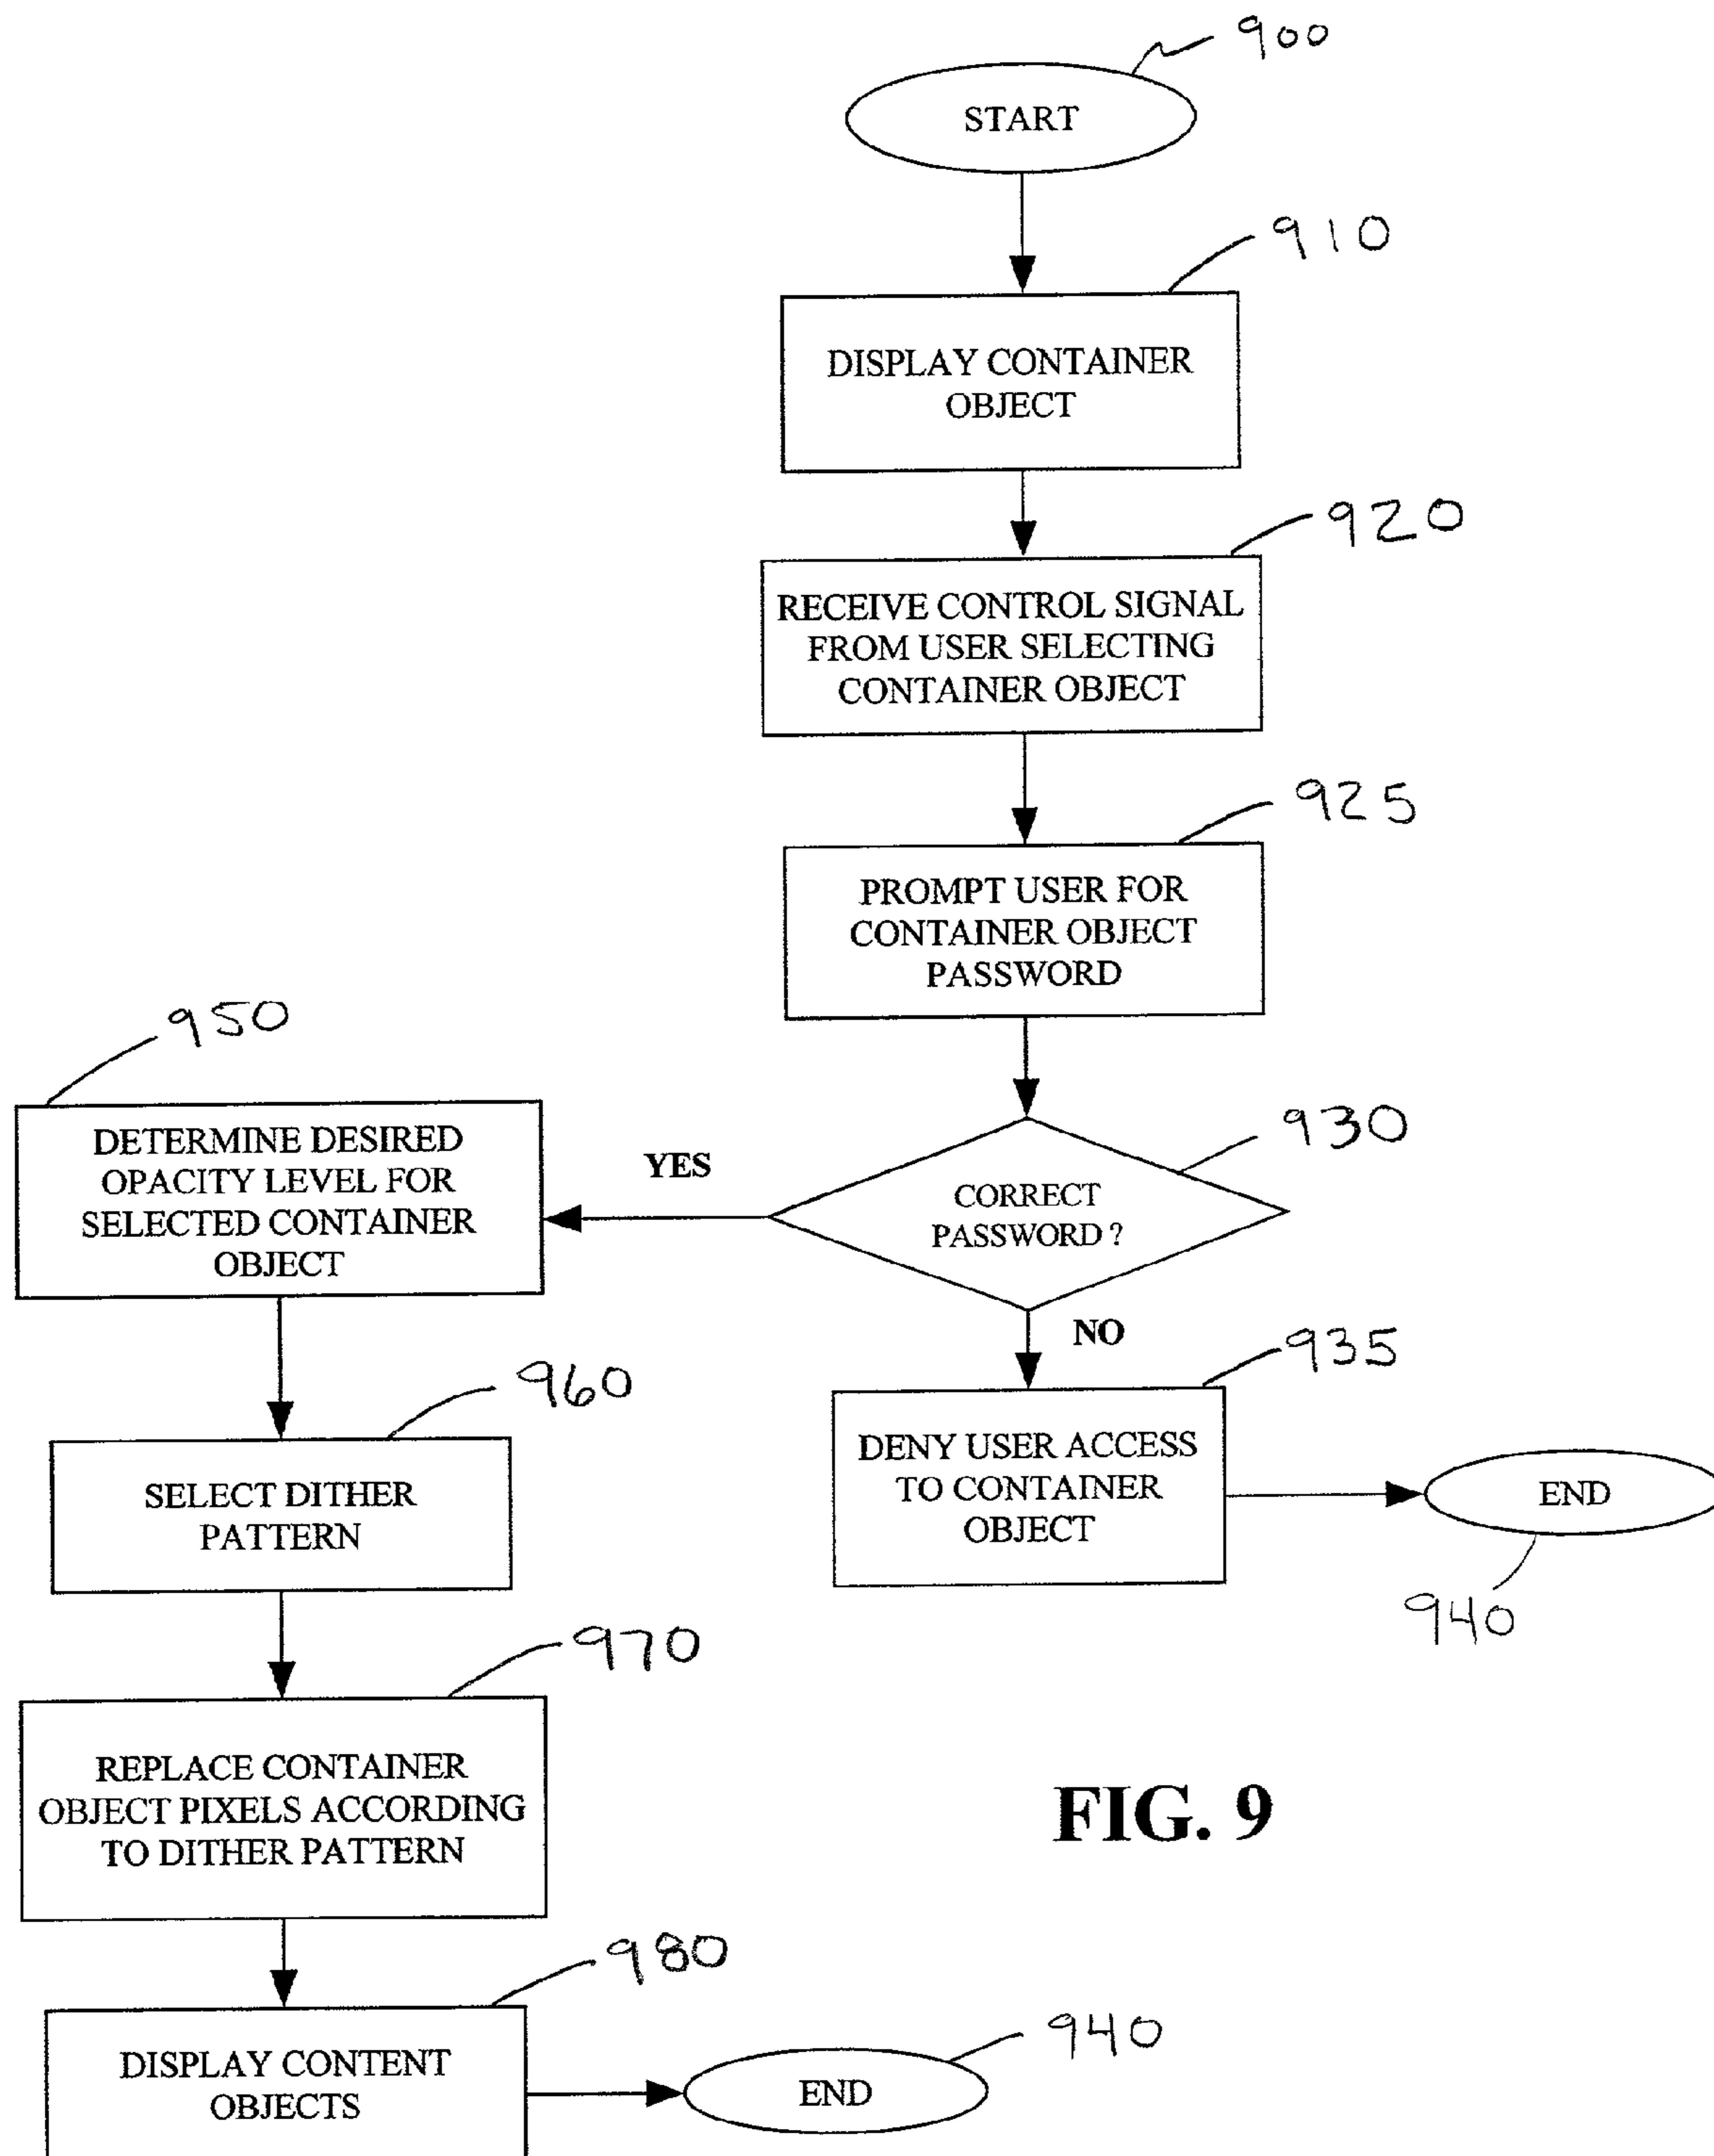 900
START
910
DISPLAY CONTAINER
OBJECT
920
RECEIVE CONTROL SIGNAL
FROM USER SELECTING
CONTAINER OBJECT
925
PROMPT USER FOR
CONTAINER OBJECT
PASSWORD
950
DETERMINE DESIRED
OPACITY LEVEL FOR
SELECTED CONTAINER
OBJECT
YES
930
CORRECT
PASSWORD ?
NO
935
DENY USER ACCESS
TO CONTAINER
OBJECT
END
940
960
SELECT DITHER
PATTERN
970
REPLACE CONTAINER
OBJECT PIXELS ACCORDING
TO DITHER PATTERN
FIG. 9
980
DISPLAY CONTENT
OBJECTS
940
END